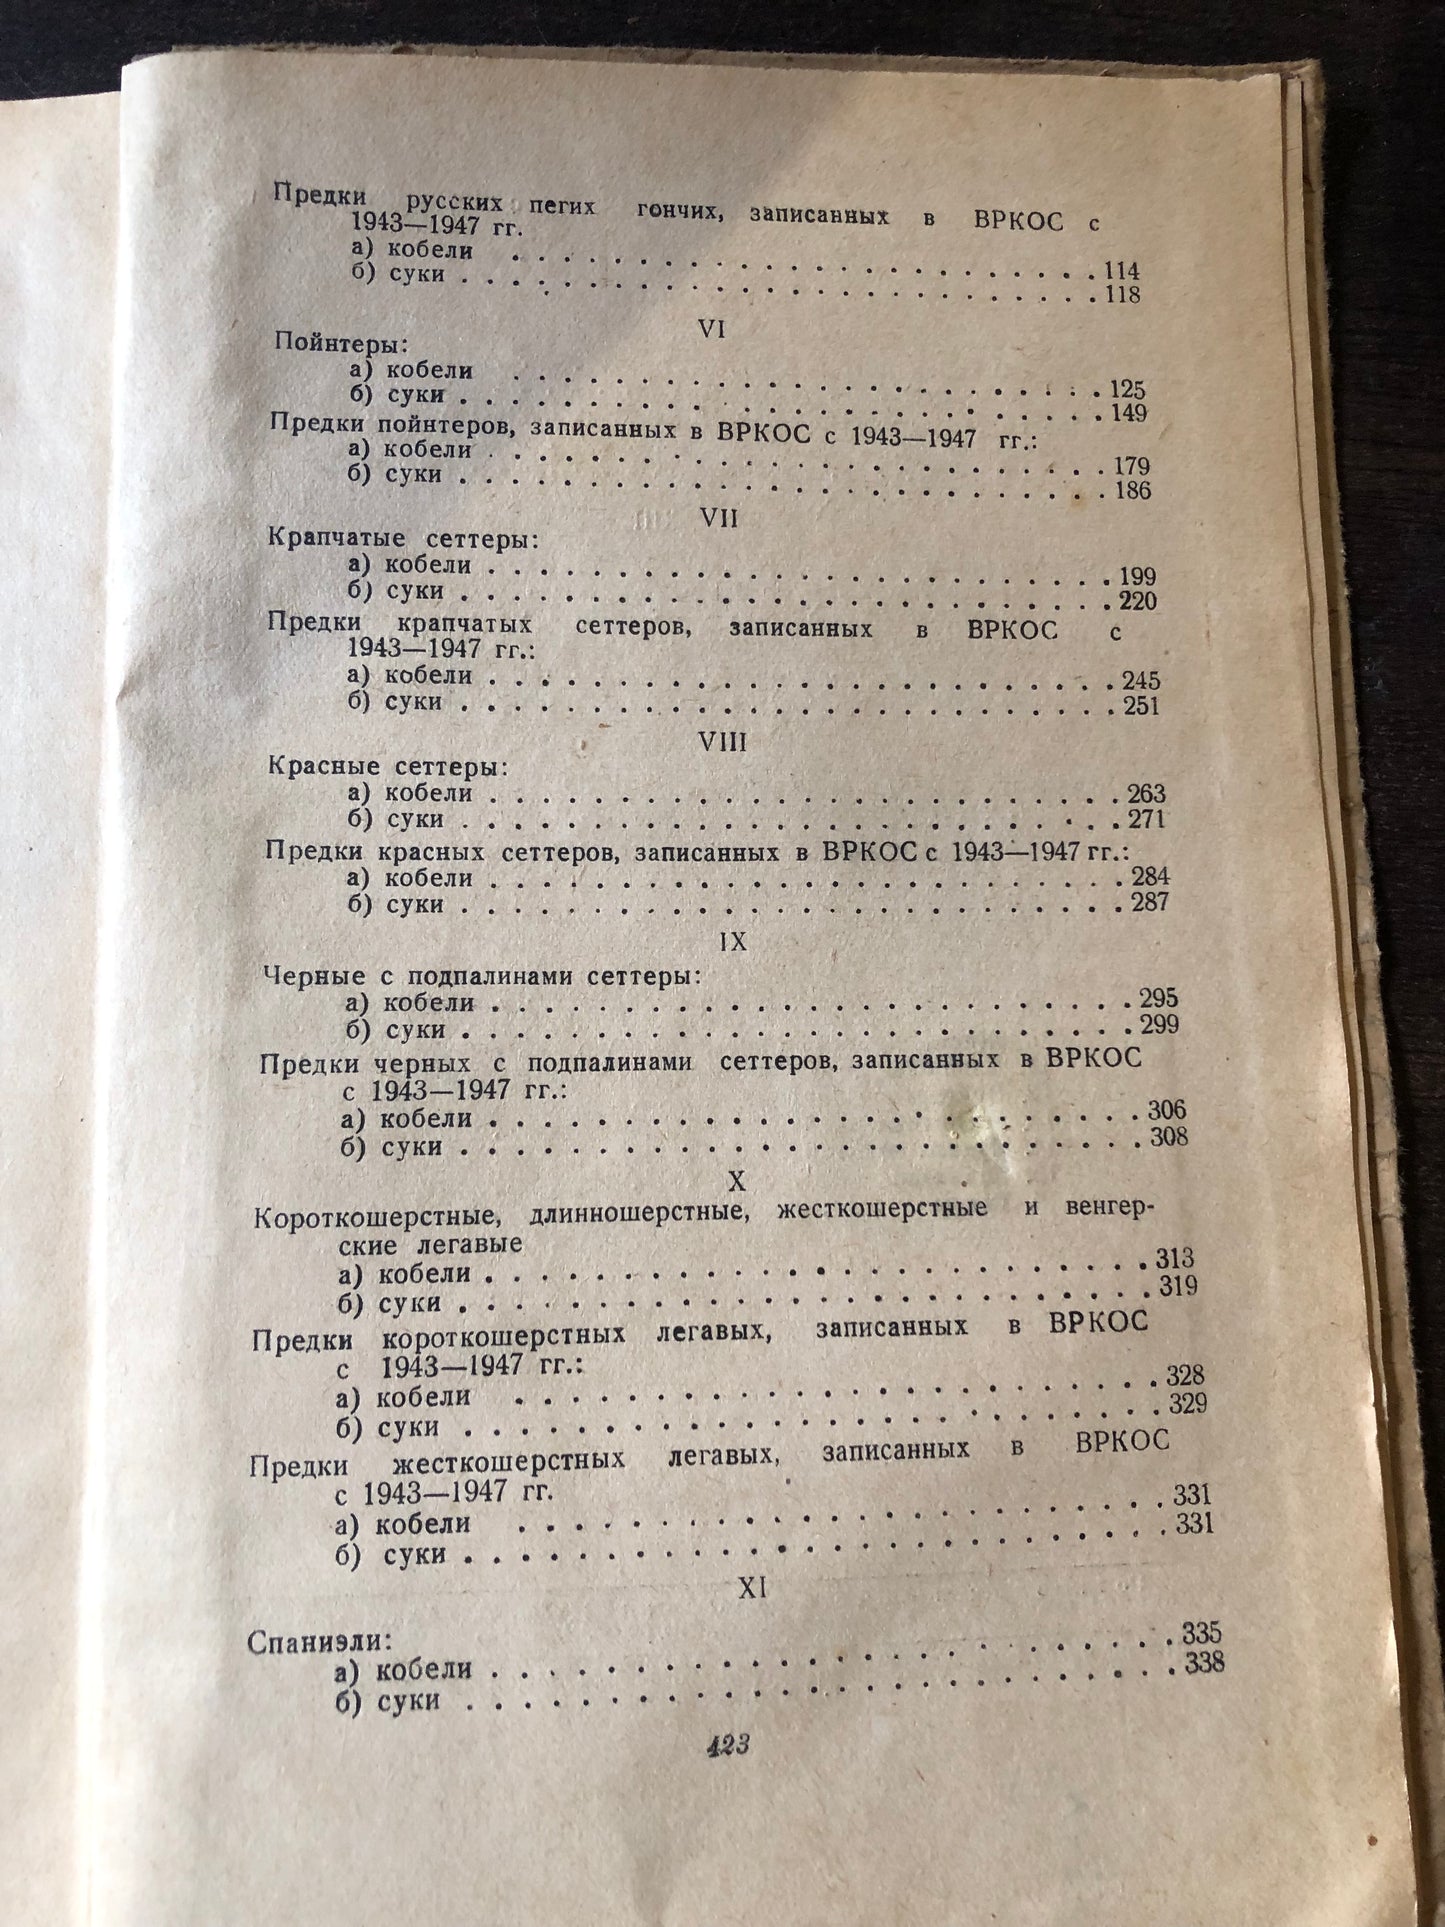 Предки русских пегих гончих, записанных в ВРКОС с
1943—1947 гг.
а) кобели . . . . . . . . . . . . . . . . . . . . . . . 114
б) суки . . . . . . . . . . . . . . . . . . . . . . . . . 118
VI
Пойнтеры:
а) кобели . . . . . . . . . . . . . . . . . . . . . . . 125
б) суки . . . . . . . . . . . . . . . . . . . . . . . . . 149
Предки пойнтеров, записанных в ВРКОС с 1943—1947 гг.:
а) кобели . . . . . . . . . . . . . . . . . . . . . . . . 179
б) суки . . . . . . . . . . . . . . . . . . . . . . . . . 186
VII
Крапчатые сеттеры:
а) кобели . . . . . . . . . . . . . . . . . . . . . . . . 199
б) суки . . . . . . . . . . . . . . . . . . . . . . . . . 220
Предки крапчатых сеттеров, записанных в ВРКОС с
1943—1947 гг.:
а) кобели . . . . . . . . . . . . . . . . . . . . . . . . 245
б) суки . . . . . . . . . . . . . . . . . . . . . . . . . 251
VIII
Красные сеттеры:
а) кобели . . . . . . . . . . . . . . . . . . . . . . . . 263
б) суки . . . . . . . . . . . . . . . . . . . . . . . . . 271
Предки красных сеттеров, записанных в ВРКОС с 1943—1947 гг.:
а) кобели . . . . . . . . . . . . . . . . . . . . . . . . 284
б) суки . . . . . . . . . . . . . . . . . . . . . . . . . 287
IX
Черные с подпалинами сеттеры:
а) кобели . . . . . . . . . . . . . . . . . . . . . . . . 295
б) суки . . . . . . . . . . . . . . . . . . . . . . . . . 299
Предки черных с подпалинами сеттеров, записанных в ВРКОС
с 1943—1947 гг.:
а) кобели . . . . . . . . . . . . . . . . . . . . . . . . 306
б) суки . . . . . . . . . . . . . . . . . . . . . . . . . 308
X
Короткошерстные, длинношерстные, жесткошерстные и венгер-
ские легавые
а) кобели . . . . . . . . . . . . . . . . . . . . . . . . 313
б) суки . . . . . . . . . . . . . . . . . . . . . . . . . 319
Предки короткошерстных легавых, записанных в ВРКОС
с 1943—1947 гг.:
а) кобели . . . . . . . . . . . . . . . . . . . . . . . 328
б) суки . . . . . . . . . . . . . . . . . . . . . . . . . 329
Предки жесткошерстных легавых, записанных в ВРКОС
с 1943—1947 гг.
а) кобели . . . . . . . . . . . . . . . . . . . . . . . 331
б) суки . . . . . . . . . . . . . . . . . . . . . . . . . 331
XI
Спаниэли:
а) кобели . . . . . . . . . . . . . . . . . . . . . . . . 335
б) суки . . . . . . . . . . . . . . . . . . . . . . . . . 338
423